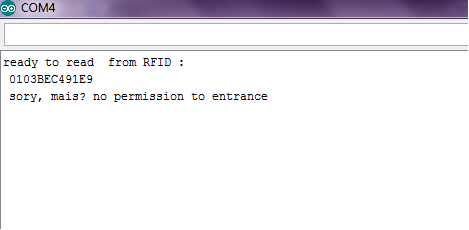 COM4
ready to read  from RFID :
0103BEC491E9
sory, mais? no permission to entrance